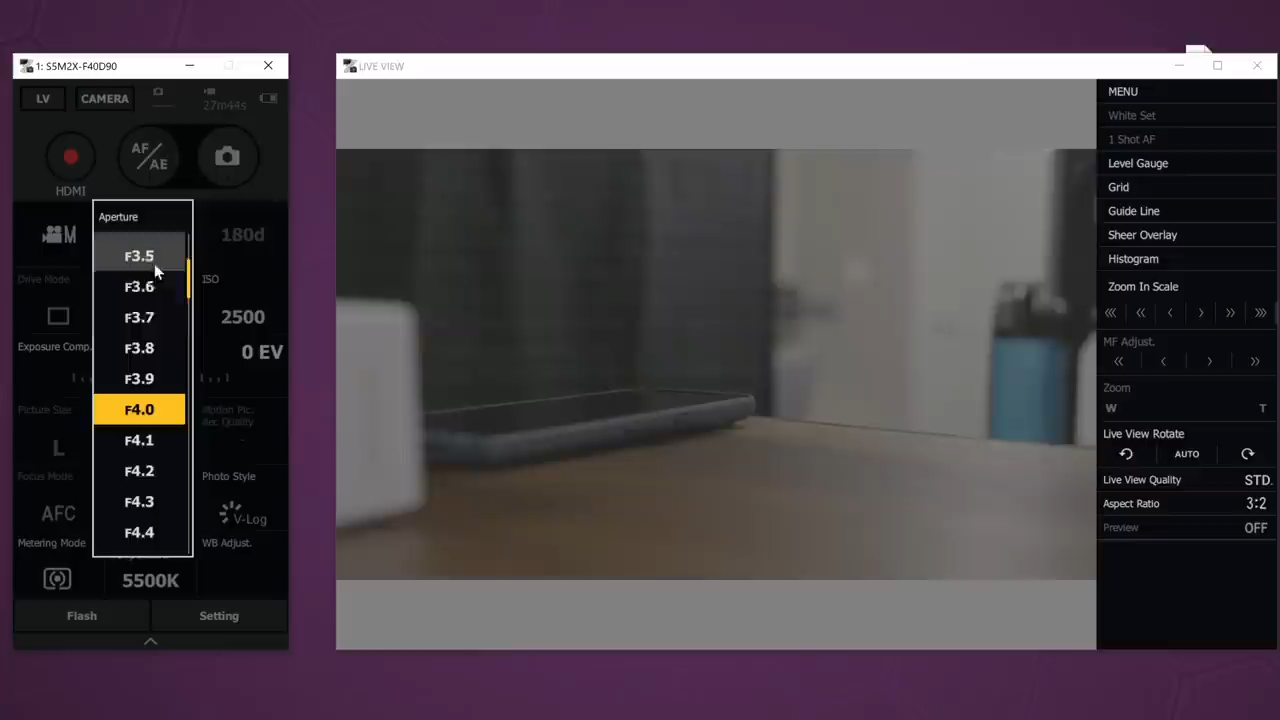 1: S5M2X-F40D90
LV
CAMERA
27m44s
AF/AE
HDMI
M
180d
Drive Mode
ISO
2500
Exposure Comp.
0 EV
Picture Size
L
Focus Mode
Photo Style
AFC
V-Log
Metering Mode
WB Adjust.
5500K
Flash
Setting
Aperture
F3.5
F3.6
F3.7
F3.8
F3.9
F4.0
F4.1
F4.2
F4.3
F4.4
LIVE VIEW
MENU
White Set
1 Shot AF
Level Gauge
Grid
Guide Line
Sheer Overlay
Histogram
Zoom In Scale
MF Adjust.
Zoom
W T
Live View Rotate
AUTO
Live View Quality STD.
Aspect Ratio 3:2
Preview OFF